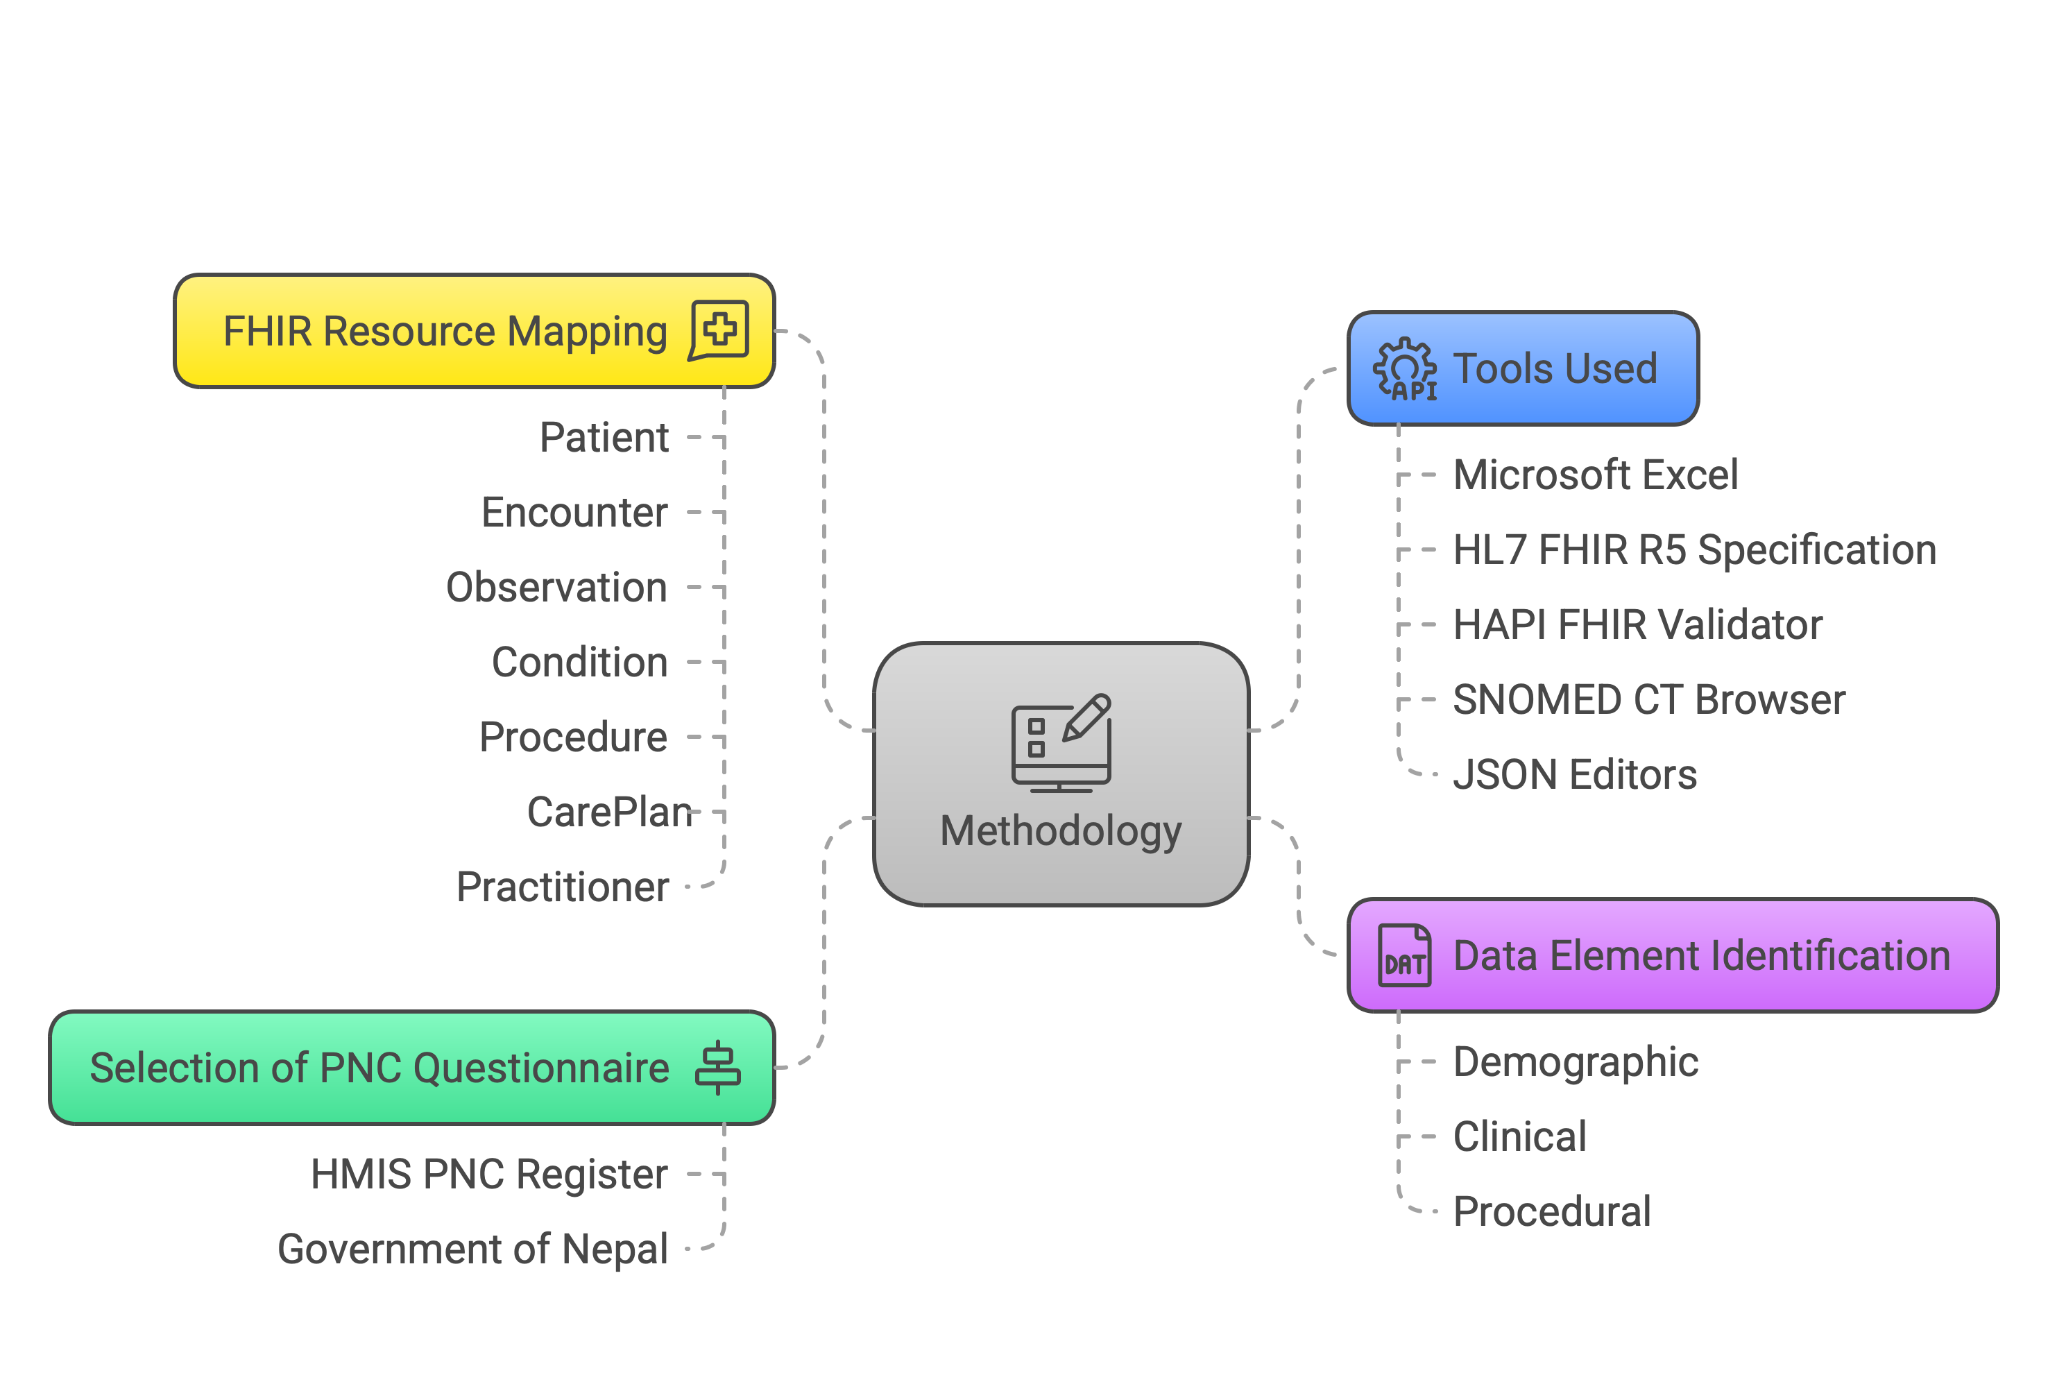 FHIR Resource Mapping
Patient
Encounter
Observation
Condition
Procedure
CarePlan
Practitioner
Selection of PNC Questionnaire
HMIS PNC Register
Government of Nepal
Methodology
API
Tools Used
Microsoft Excel
HL7 FHIR R5 Specification
HAPI FHIR Validator
SNOMED CT Browser
JSON Editors
DAT
Data Element Identification
Demographic
Clinical
Procedural